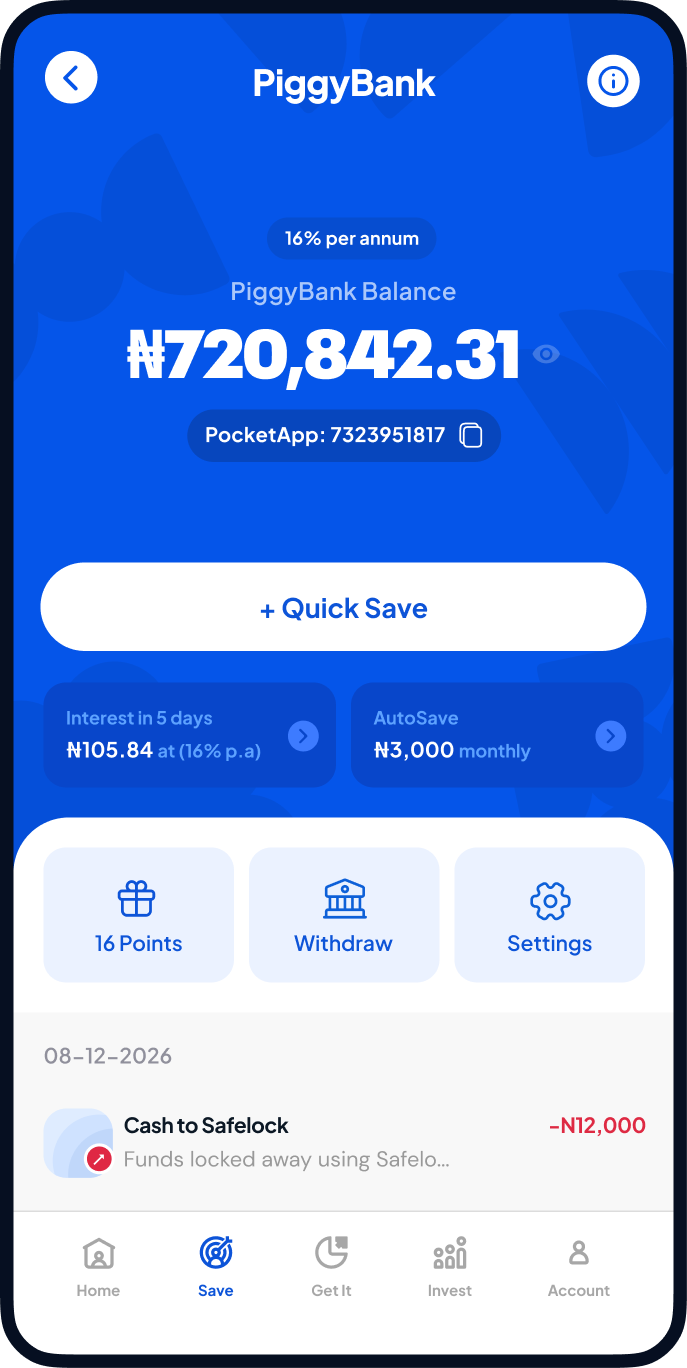 PiggyBank
16% per annum
PiggyBank Balance
₦720,842.31
PocketApp: 7323951817
+ Quick Save
Interest in 5 days
₦105.84 at (16% p.a)
AutoSave
₦3,000 monthly
16 Points
Withdraw
Settings
08-12-2026
Cash to Safelock
-N12,000
Funds locked away using Safelo...
Home
Save
Get It
Invest
Account